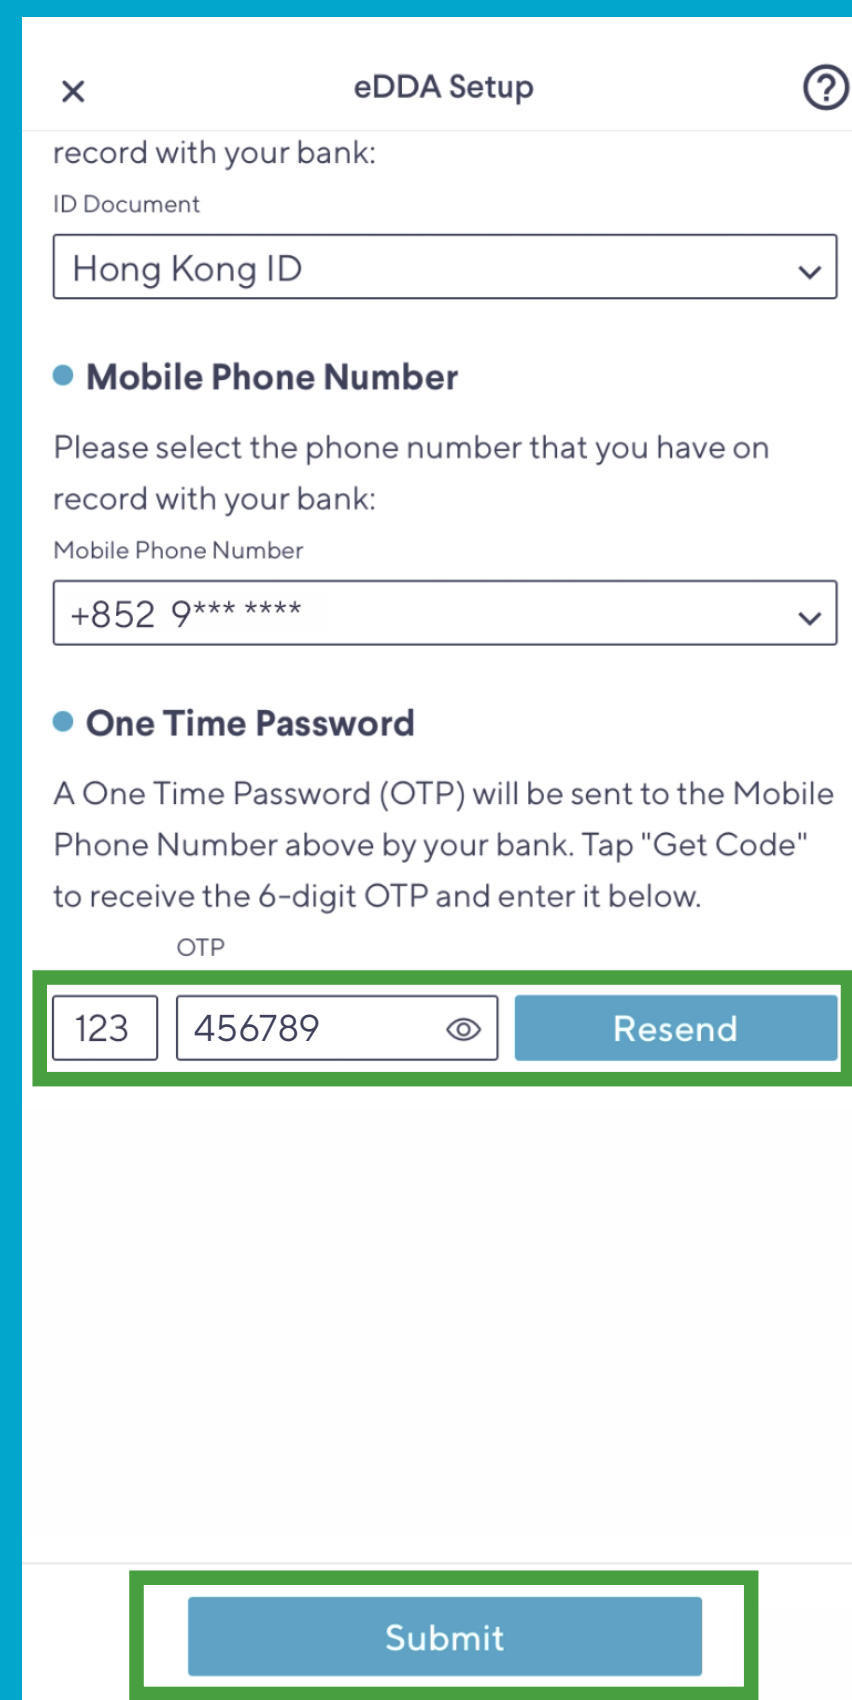 eDDA Setup
record with your bank:
ID Document
Hong Kong ID
Mobile Phone Number
Please select the phone number that you have on
record with your bank:
Mobile Phone Number
+852 9*** ****
One Time Password
A One Time Password (OTP) will be sent to the Mobile
Phone Number above by your bank. Tap "Get Code"
to receive the 6-digit OTP and enter it below.
OTP
123 456789 Resend
Submit